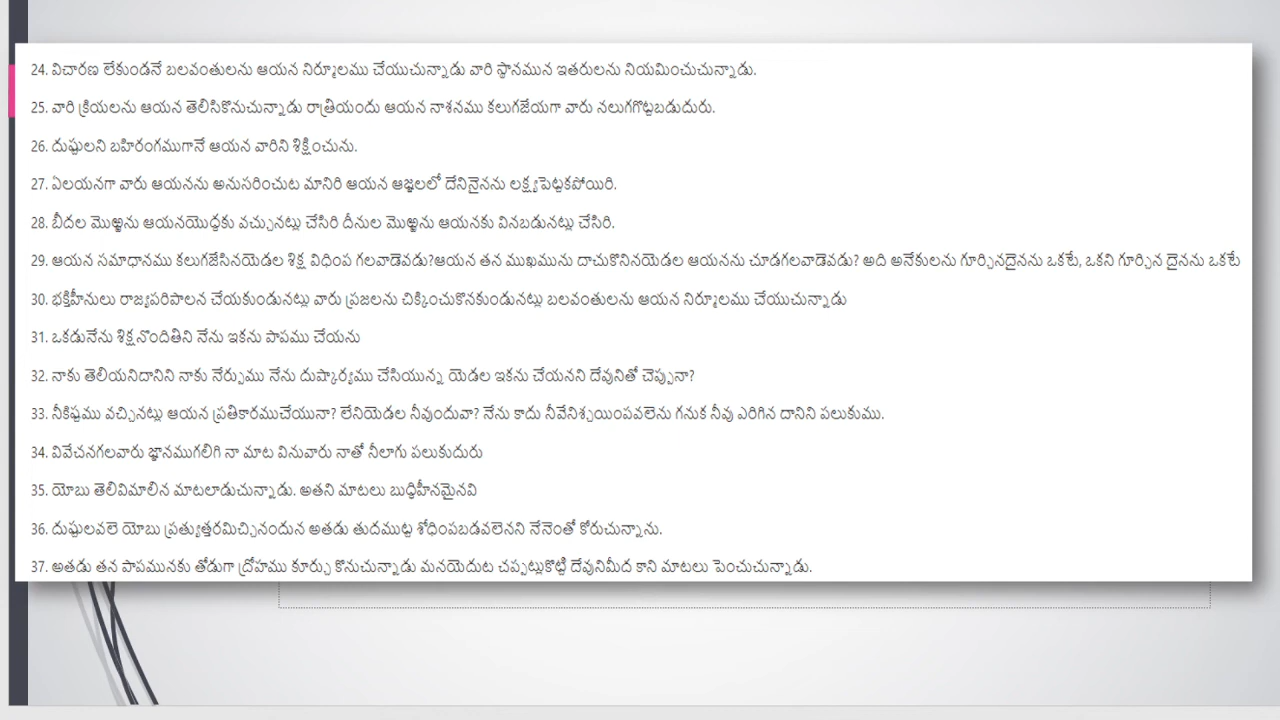 24. విచారణ లేకుండనే బలవంతులను ఆయన నిర్మూలము చేయుచున్నాడు వారి స్థానమున ఇతరులను నియమించుచున్నాడు.
25. వారి క్రియలను ఆయన తెలిసికొనుచున్నాడు రాత్రియందు ఆయన నాశనము కలుగజేయగా వారు నలుగగొట్టబడుదురు.
26. దుష్టులని బహిరంగముగానే ఆయన వారిని శిక్షించును.
27. ఏలయనగా వారు ఆయనను అనుసరించుట మానిరి ఆయన ఆజ్ఞలలో దేనినైనను లక్ష్యపెట్టకపోయిరి.
28. బీదల మొఱ్ఱను ఆయనయొద్దకు వచ్చునట్లు చేసిరి దీనుల మొఱ్ఱను ఆయనకు వినబడునట్లు చేసిరి.
29. ఆయన సమాధానము కలుగజేసినయెడల శిక్ష విధింప గలవాడెవడు?ఆయన తన ముఖమును దాచుకొనినయెడల ఆయనను చూడగలవాడెవడు? అది అనేకులను గూర్చినదైనను ఒకటే, ఒకని గూర్చిన దైనను ఒకటే
30. భక్తిహీనులు రాజ్యపరిపాలన చేయకుండునట్లు వారు ప్రజలను చిక్కించుకొనకుండునట్లు బలవంతులను ఆయన నిర్మూలము చేయుచున్నాడు
31. ఒకడునేను శిక్షనొందితిని నేను ఇకను పాపము చేయను
32. నాకు తెలియనిదానిని నాకు నేర్పుము నేను దుష్కార్యము చేసియున్న యెడల ఇకను చేయనని దేవునితో చెప్పునా?
33. నీకిష్టము వచ్చినట్లు ఆయన ప్రతికారముచేయునా? లేనియెడల నీవుందువా? నేను కాదు నీవేనిశ్చయింపవలెను గనుక నీవు ఎరిగిన దానిని పలుకుము.
34. వివేచనగలవారు జ్ఞానముగలిగి నా మాట వినువారు నాతో నీలాగు పలుకుదురు
35. యోబు తెలివిమాలిన మాటలాడుచున్నాడు. అతని మాటలు బుద్ధిహీనమైనవి
36. దుష్టులవలె యోబు ప్రత్యుత్తరమిచ్చినందున అతడు తుదముట్ట శోధింపబడవలెనని నేనెంతో కోరుచున్నాను.
37. అతడు తన పాపమునకు తోడుగా ద్రోహము కూర్చు కొనుచున్నాడు మనయెదుట చప్పట్లుకొట్టి దేవునిమీద కాని మాటలు పెంచుచున్నాడు.